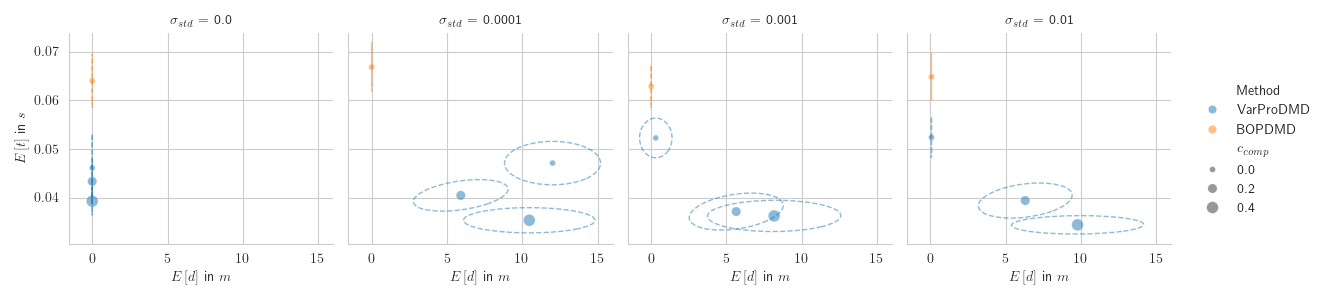 σ_std = 0.0
σ_std = 0.0001
σ_std = 0.001
σ_std = 0.01
E[t] in s
0.07
0.06
0.05
0.04
0 5 10 15
0 5 10 15
0 5 10 15
0 5 10 15
E[d] in m
E[d] in m
E[d] in m
E[d] in m
Method
VarProDMD
BOPDMD
c_comp
0.0
0.2
0.4